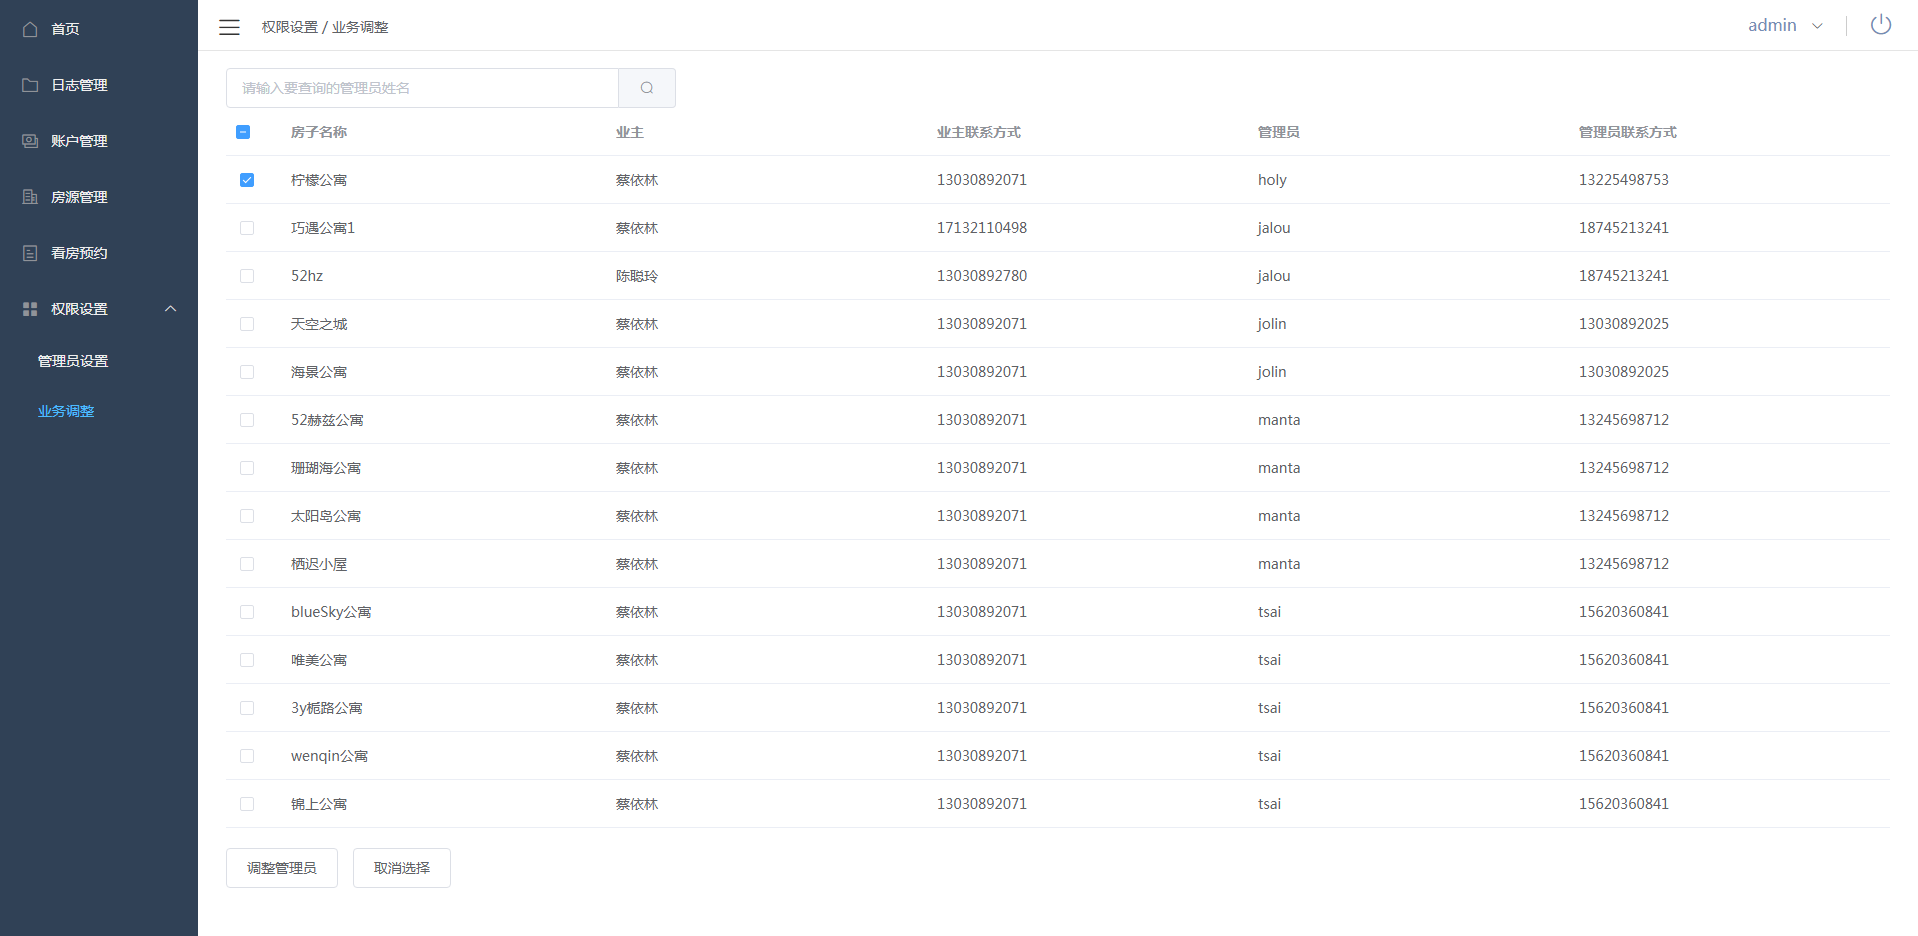 首页
日志管理
账户管理
房源管理
看房预约
权限设置
管理员设置
业务调整
权限设置 / 业务调整
admin
请输入要查询的管理员姓名
房子名称 业主 业主联系方式 管理员 管理员联系方式
柠檬公寓 蔡依林 13030892071 holy 13225498753
巧遇公寓1 蔡依林 17132110498 jalou 18745213241
52hz 陈聪玲 13030892780 jalou 18745213241
天空之城 蔡依林 13030892071 jolin 13030892025
海景公寓 蔡依林 13030892071 jolin 13030892025
52赫兹公寓 蔡依林 13030892071 manta 13245698712
珊瑚海公寓 蔡依林 13030892071 manta 13245698712
太阳岛公寓 蔡依林 13030892071 manta 13245698712
栖迟小屋 蔡依林 13030892071 manta 13245698712
blueSky公寓 蔡依林 13030892071 tsai 15620360841
唯美公寓 蔡依林 13030892071 tsai 15620360841
3y栀路公寓 蔡依林 13030892071 tsai 15620360841
wenqin公寓 蔡依林 13030892071 tsai 15620360841
锦上公寓 蔡依林 13030892071 tsai 15620360841
调整管理员 取消选择